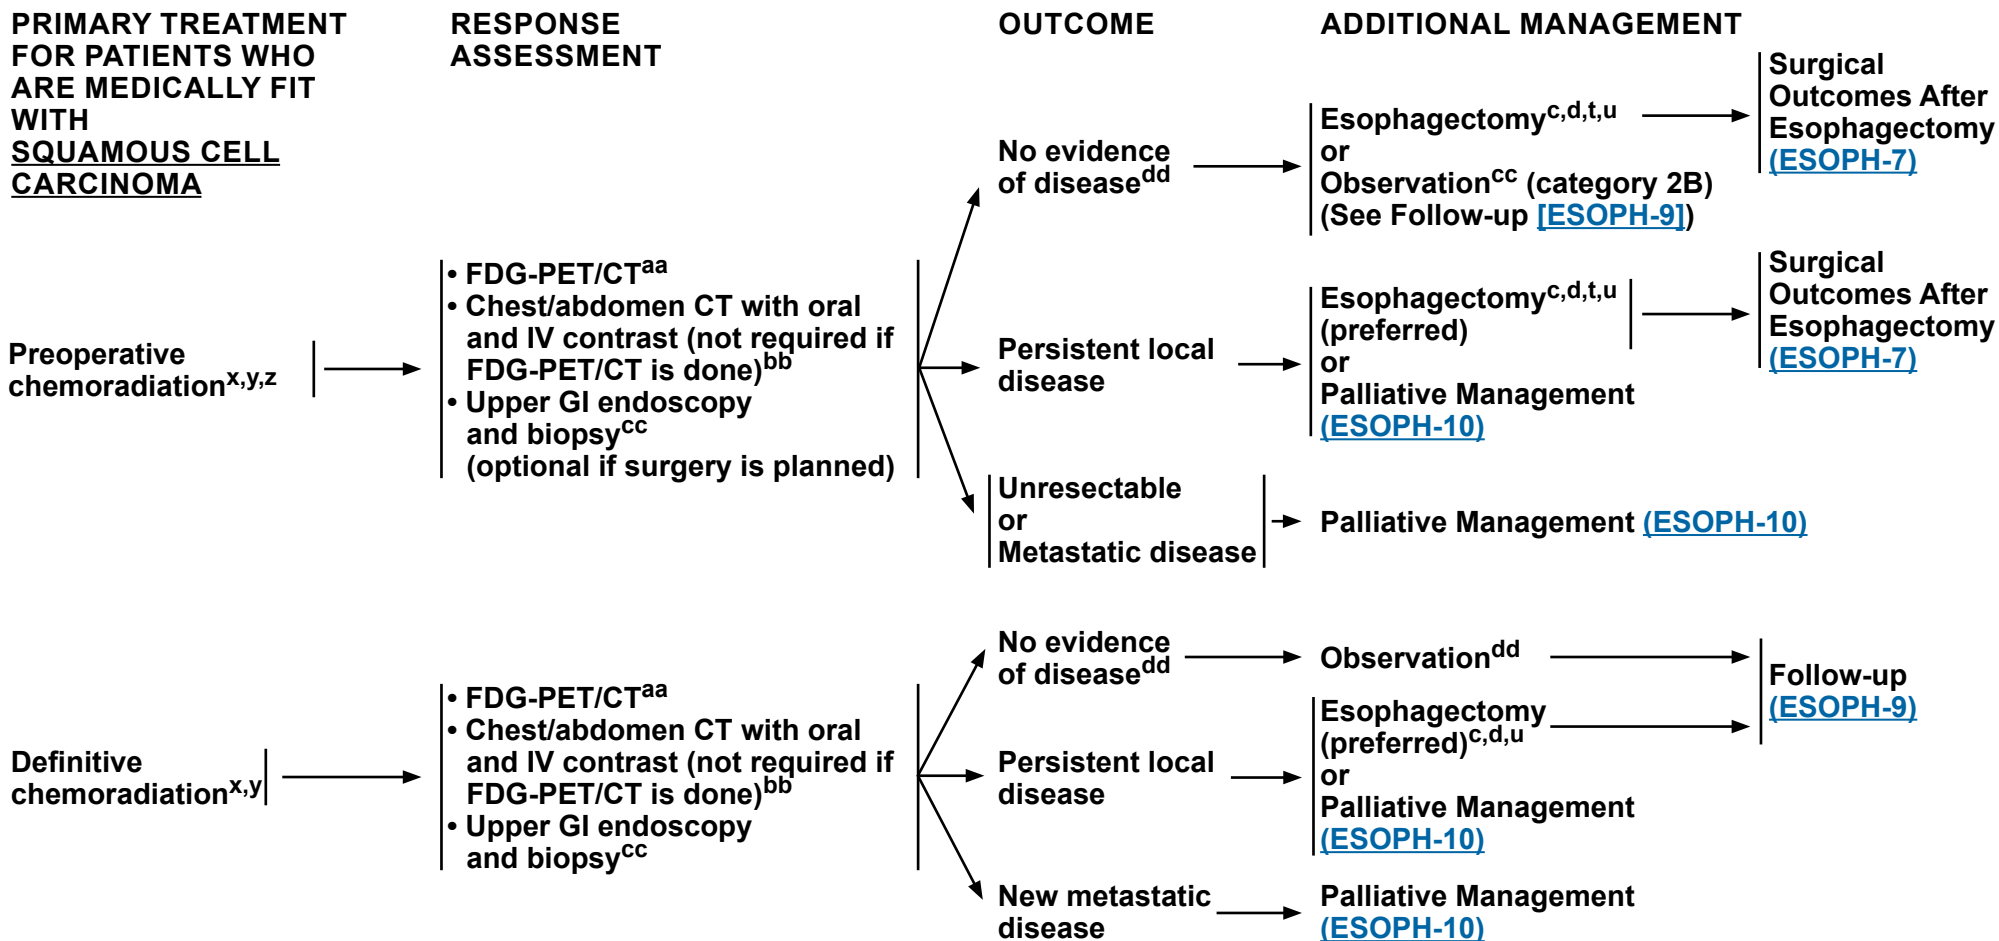 PRIMARY TREATMENT
FOR PATIENTS WHO
ARE MEDICALLY FIT
WITH
SQUAMOUS CELL
CARCINOMA
RESPONSE
ASSESSMENT
OUTCOME
ADDITIONAL MANAGEMENT
Preoperative
chemoradiationx,y,z
• FDG-PET/CTaa
• Chest/abdomen CT with oral
and IV contrast (not required if
FDG-PET/CT is done)bb
• Upper GI endoscopy
and biopsycc
(optional if surgery is planned)
No evidence
of diseasedd
Esophagectomyc,d,t,u
or
Observationcc (category 2B)
(See Follow-up [ESOPH-9])
Surgical
Outcomes After
Esophagectomy
(ESOPH-7)
Persistent local
disease
Esophagectomyc,d,t,u
(preferred)
or
Palliative Management
(ESOPH-10)
Surgical
Outcomes After
Esophagectomy
(ESOPH-7)
Unresectable
or
Metastatic disease
Palliative Management (ESOPH-10)
Definitive
chemoradiationx,y
• FDG-PET/CTaa
• Chest/abdomen CT with oral
and IV contrast (not required if
FDG-PET/CT is done)bb
• Upper GI endoscopy
and biopsycc
No evidence
of diseasedd
Observationdd
Persistent local
disease
Esophagectomy
(preferred)c,d,u
or
Palliative Management
(ESOPH-10)
Follow-up
(ESOPH-9)
New metastatic
disease
Palliative Management
(ESOPH-10)